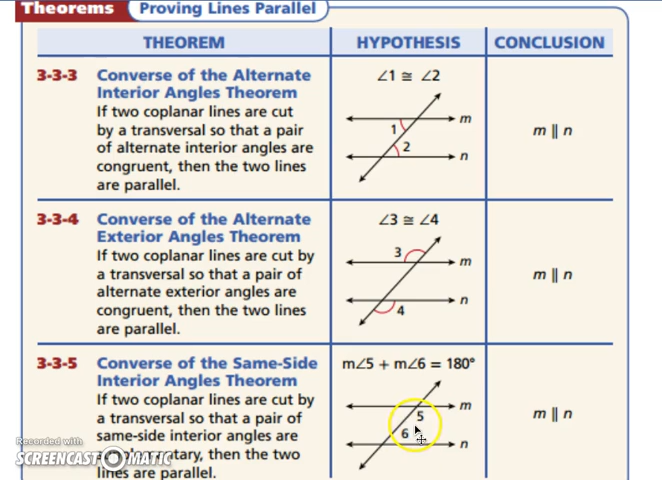 Theorems Proving Lines Parallel
THEOREM HYPOTHESIS CONCLUSION
3-3-3 Converse of the Alternate
Interior Angles Theorem
If two coplanar lines are cut
by a transversal so that a pair
of alternate interior angles are
congruent, then the two lines
are parallel.
∠1 ≅ ∠2
1
2
m
n
m ∥ n
3-3-4 Converse of the Alternate
Exterior Angles Theorem
If two coplanar lines are cut by
a transversal so that a pair of
alternate exterior angles are
congruent, then the two lines
are parallel.
∠3 ≅ ∠4
3
m
n
4
m ∥ n
3-3-5 Converse of the Same-Side
Interior Angles Theorem
If two coplanar lines are cut by
a transversal so that a pair of
same-side interior angles are
then the two
lines are parallel.
m∠5 + m∠6 = 180°
m
5
6
n
m ∥ n
Recorded with
SCREENCAST-O-MATIC